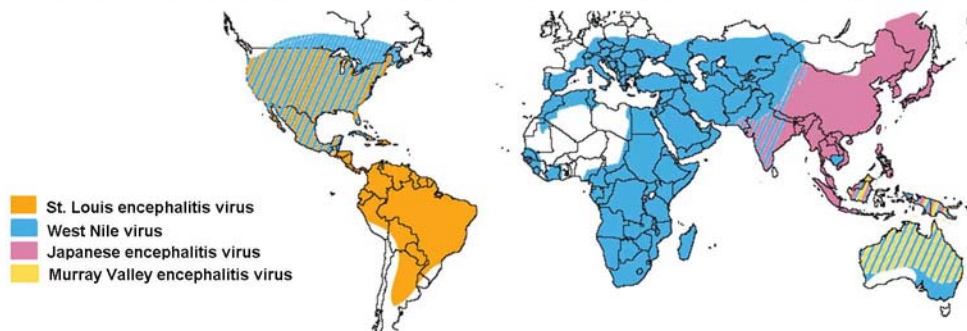 St. Louis encephalitis virus
West Nile virus
Japanese encephalitis virus
Murray Valley encephalitis virus